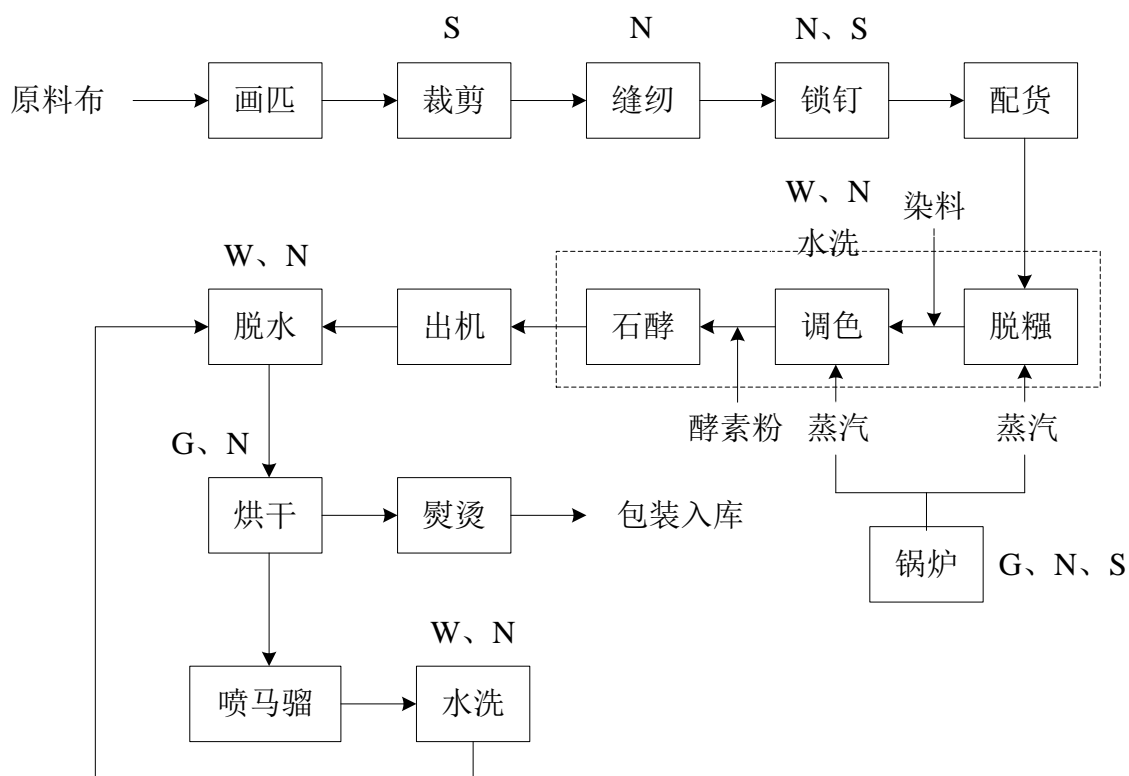 S
N
N、S
原料布
画匹
裁剪
缝纫
锁钉
配货
W、N
染料
水洗
W、N
脱水
出机
石酵
调色
脱糨
酵素粉
蒸汽
蒸汽
G、N
烘干
熨烫
包装入库
锅炉
G、N、S
W、N
喷马骝
水洗